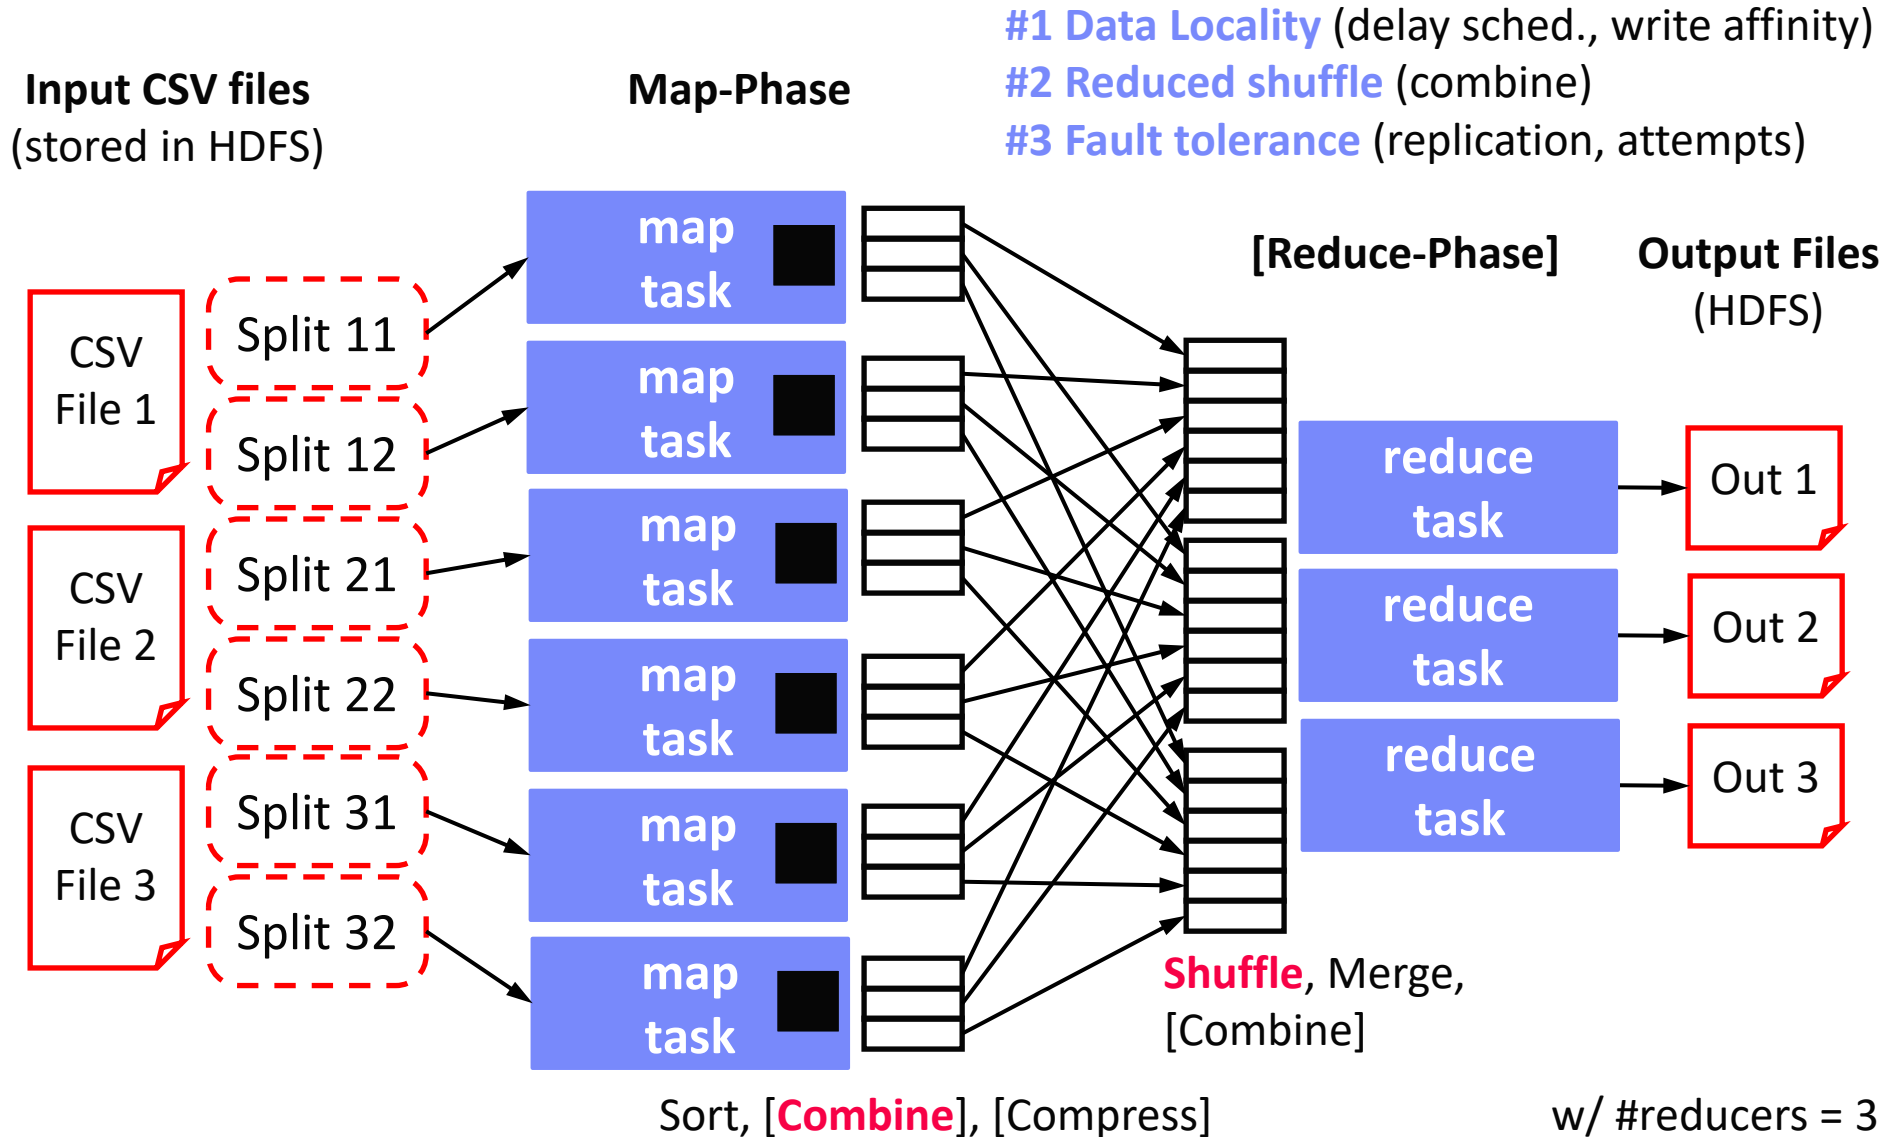 #1 Data Locality (delay sched., write affinity)
#2 Reduced shuffle (combine)
#3 Fault tolerance (replication, attempts)
Input CSV files
(stored in HDFS)
Map-Phase
[Reduce-Phase]
Output Files
(HDFS)
CSV
File 1
CSV
File 2
CSV
File 3
Split 11
Split 12
Split 21
Split 22
Split 31
Split 32
map
task
map
task
map
task
map
task
map
task
map
task
reduce
task
reduce
task
reduce
task
Out 1
Out 2
Out 3
Shuffle, Merge,
[Combine]
Sort, [Combine], [Compress]
w/ #reducers = 3